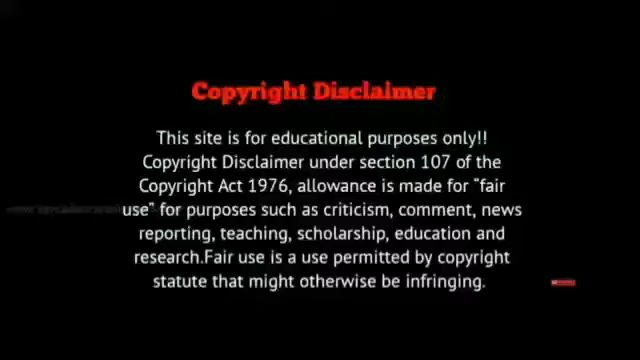 Copyright Disclaimer
This site is for educational purposes only!!
Copyright Disclaimer under section 107 of the
Copyright Act 1976, allowance is made for "fair
use" for purposes such as criticism, comment, news
reporting, teaching, scholarship, education and
research.Fair use is a use permitted by copyright
statute that might otherwise be infringing.